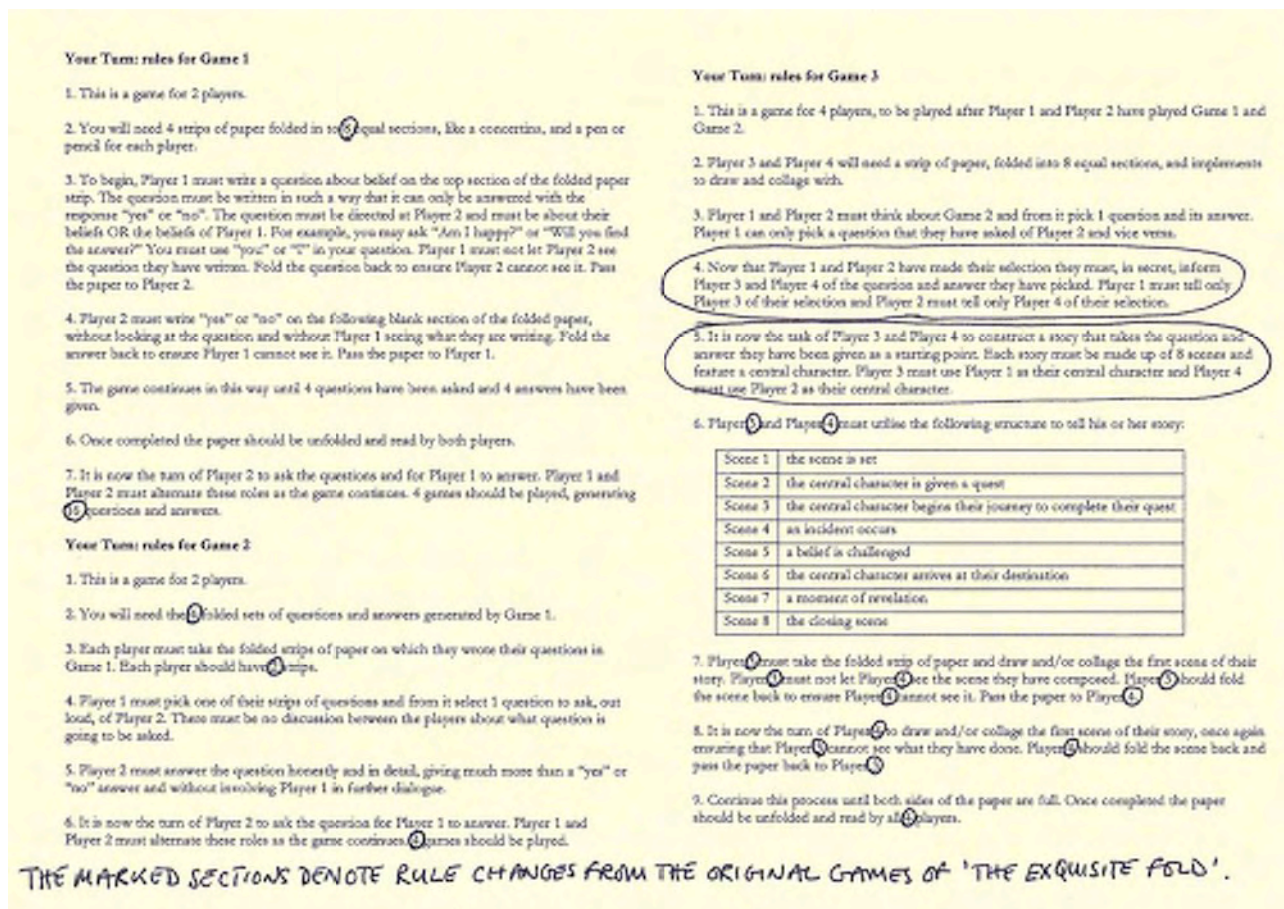 Your Turn: rules for Game 1
1. This is a game for 2 players.
2. You will need 4 strips of paper folded in to 8 equal sections, like a concertina, and a pen or
pencil for each player.
3. To begin, Player 1 must write a question about belief on the top section of the folded paper
strip. The question must be written in such a way that it can only be answered with the
response "yes" or "no". The question must be directed at Player 2 and must be about their
beliefs OR the beliefs of Player 1. For example, you may ask "Am I happy?" or "Will you find
the answer?" You must use "you" or "I" in your question. Player 1 must not let Player 2 see
the question they have written. Fold the question back to ensure Player 2 cannot see it. Pass
the paper to Player 2.
4. Player 2 must write "yes" or "no" on the following blank section of the folded paper,
without looking at the question and without Player 1 seeing what they are writing. Fold the
answer back to ensure Player 1 cannot see it. Pass the paper to Player 1.
5. The game continues in this way until 4 questions have been asked and 4 answers have been
given.
6. Once completed the paper should be unfolded and read by both players.
7. It is now the turn of Player 2 to ask the questions and for Player 1 to answer. Player 1 and
Player 2 must alternate these roles as the game continues. 4 games should be played, generating
16 questions and answers.
Your Turn: rules for Game 2
1. This is a game for 2 players.
2. You will need the 4 folded sets of questions and answers generated by Game 1.
3. Each player must take the folded strips of paper on which they wrote their questions in
Game 1. Each player should have 2 strips.
4. Player 1 must pick one of their strips of questions and from it select 1 question to ask, out
loud, of Player 2. There must be no discussion between the players about what question is
going to be asked.
5. Player 2 must answer the question honestly and in detail, giving much more than a "yes" or
"no" answer and without involving Player 1 in further dialogue.
6. It is now the turn of Player 2 to ask the question for Player 1 to answer. Player 1 and
Player 2 must alternate these roles as the game continues. 4 games should be played.
Your Turn: rules for Game 3
1. This is a game for 4 players, to be played after Player 1 and Player 2 have played Game 1 and
Game 2.
2. Player 3 and Player 4 will need a strip of paper, folded into 8 equal sections, and implements
to draw and collage with.
3. Player 1 and Player 2 must think about Game 2 and from it pick 1 question and its answer.
Player 1 can only pick a question that they have asked of Player 2 and vice versa.
4. Now that Player 1 and Player 2 have made their selection they must, in secret, inform
Player 3 and Player 4 of the question and answer they have picked. Player 1 must tell only
Player 3 of their selection and Player 2 must tell only Player 4 of their selection.
5. It is now the task of Player 3 and Player 4 to construct a story that takes the question and
answer they have been given as a starting point. Each story must be made up of 8 scenes and
feature a central character. Player 3 must use Player 1 as their central character and Player 4
must use Player 2 as their central character.
6. Player 3 and Player 4 must utilise the following structure to tell his or her story:
Scene 1 the scene is set
Scene 2 the central character is given a quest
Scene 3 the central character begins their journey to complete their quest
Scene 4 an incident occurs
Scene 5 a belief is challenged
Scene 6 the central character arrives at their destination
Scene 7 a moment of revelation
Scene 8 the closing scene
7. Player 3 must take the folded strip of paper and draw and/or collage the first scene of their
story. Player 3 must not let Player 4 see the scene they have composed. Player 3 should fold
the scene back to ensure Player 4 cannot see it. Pass the paper to Player 4.
8. It is now the turn of Player 4 to draw and/or collage the first scene of their story, once again
ensuring that Player 3 cannot see what they have done. Player 4 should fold the scene back and
pass the paper back to Player 3.
9. Continue this process until both sides of the paper are full. Once completed the paper
should be unfolded and read by all 4 players.
THE MARKED SECTIONS DENOTE RULE CHANGES FROM THE ORIGINAL GAMES OF 'THE EXQUISITE FOLD'.